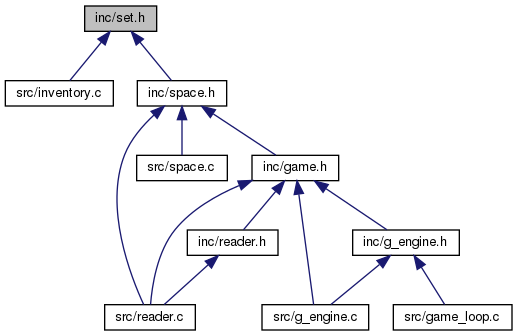 inc/set.h
src/inventory.c
inc/space.h
src/space.c
inc/game.h
inc/reader.h
inc/g_engine.h
src/reader.c
src/g_engine.c
src/game_loop.c